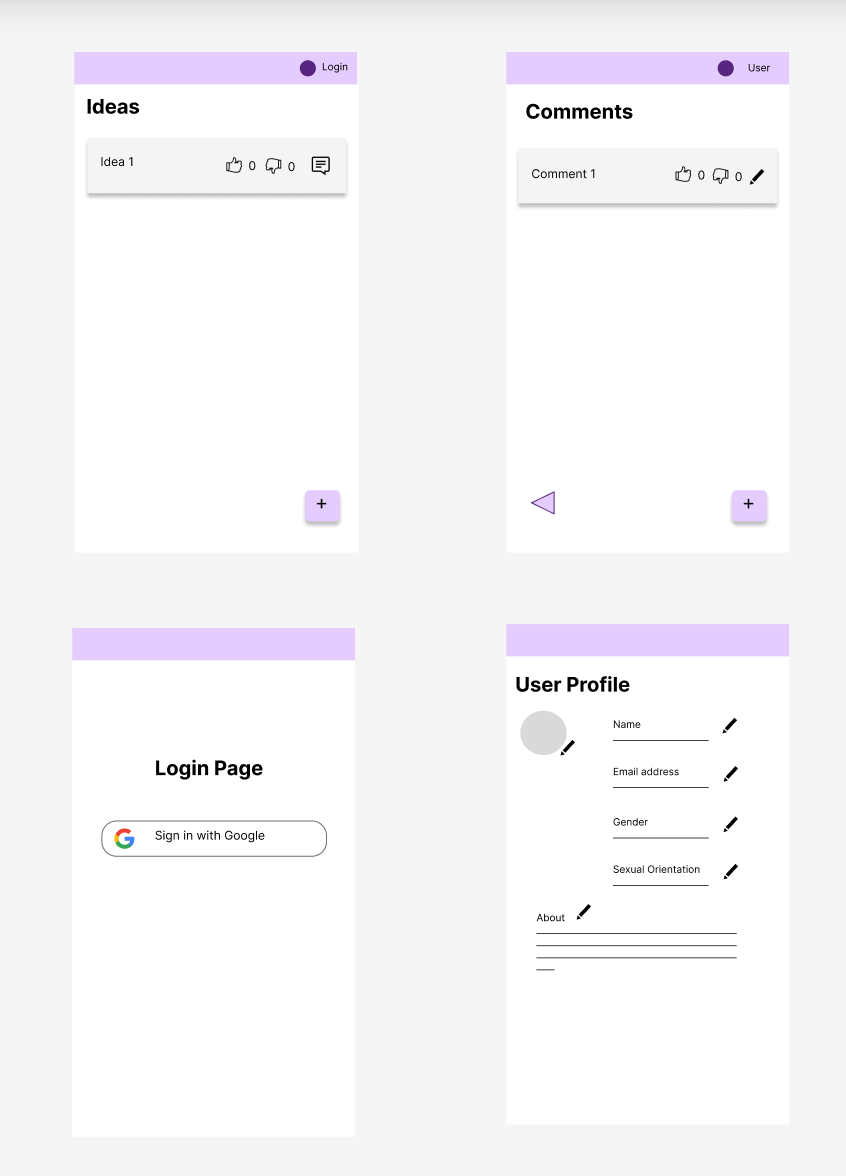 Login
Ideas
Idea 1
0
0
User
Comments
Comment 1
0
0
+
+
Login Page
Sign in with Google
User Profile
Name
Email address
Gender
Sexual Orientation
About